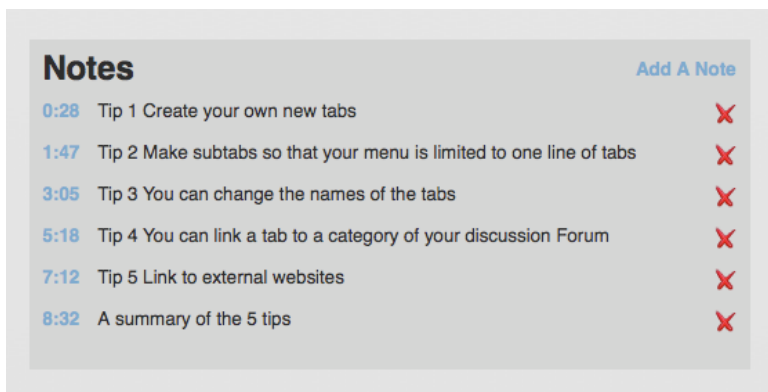 Notes
Add A Note
0:28 Tip 1 Create your own new tabs
1:47 Tip 2 Make subtabs so that your menu is limited to one line of tabs
3:05 Tip 3 You can change the names of the tabs
5:18 Tip 4 You can link a tab to a category of your discussion Forum
7:12 Tip 5 Link to external websites
8:32 A summary of the 5 tips